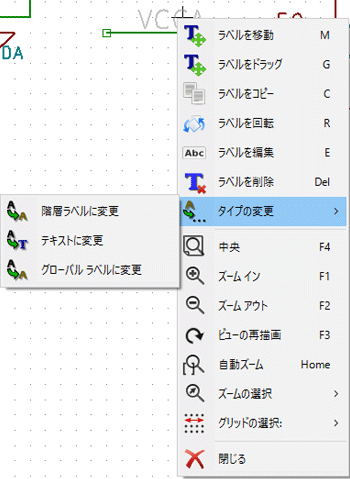 VCCA
DA
ラベルを移動 M
ラベルをドラッグ G
ラベルをコピー C
ラベルを回転 R
Abc ラベルを編集 E
ラベルを削除 Del
タイプの変更
階層ラベルに変更
テキストに変更
グローバル ラベルに変更
中央 F4
ズーム イン F1
ズーム アウト F2
ビューの再描画 F3
自動ズーム Home
ズームの選択
グリッドの選択:
閉じる